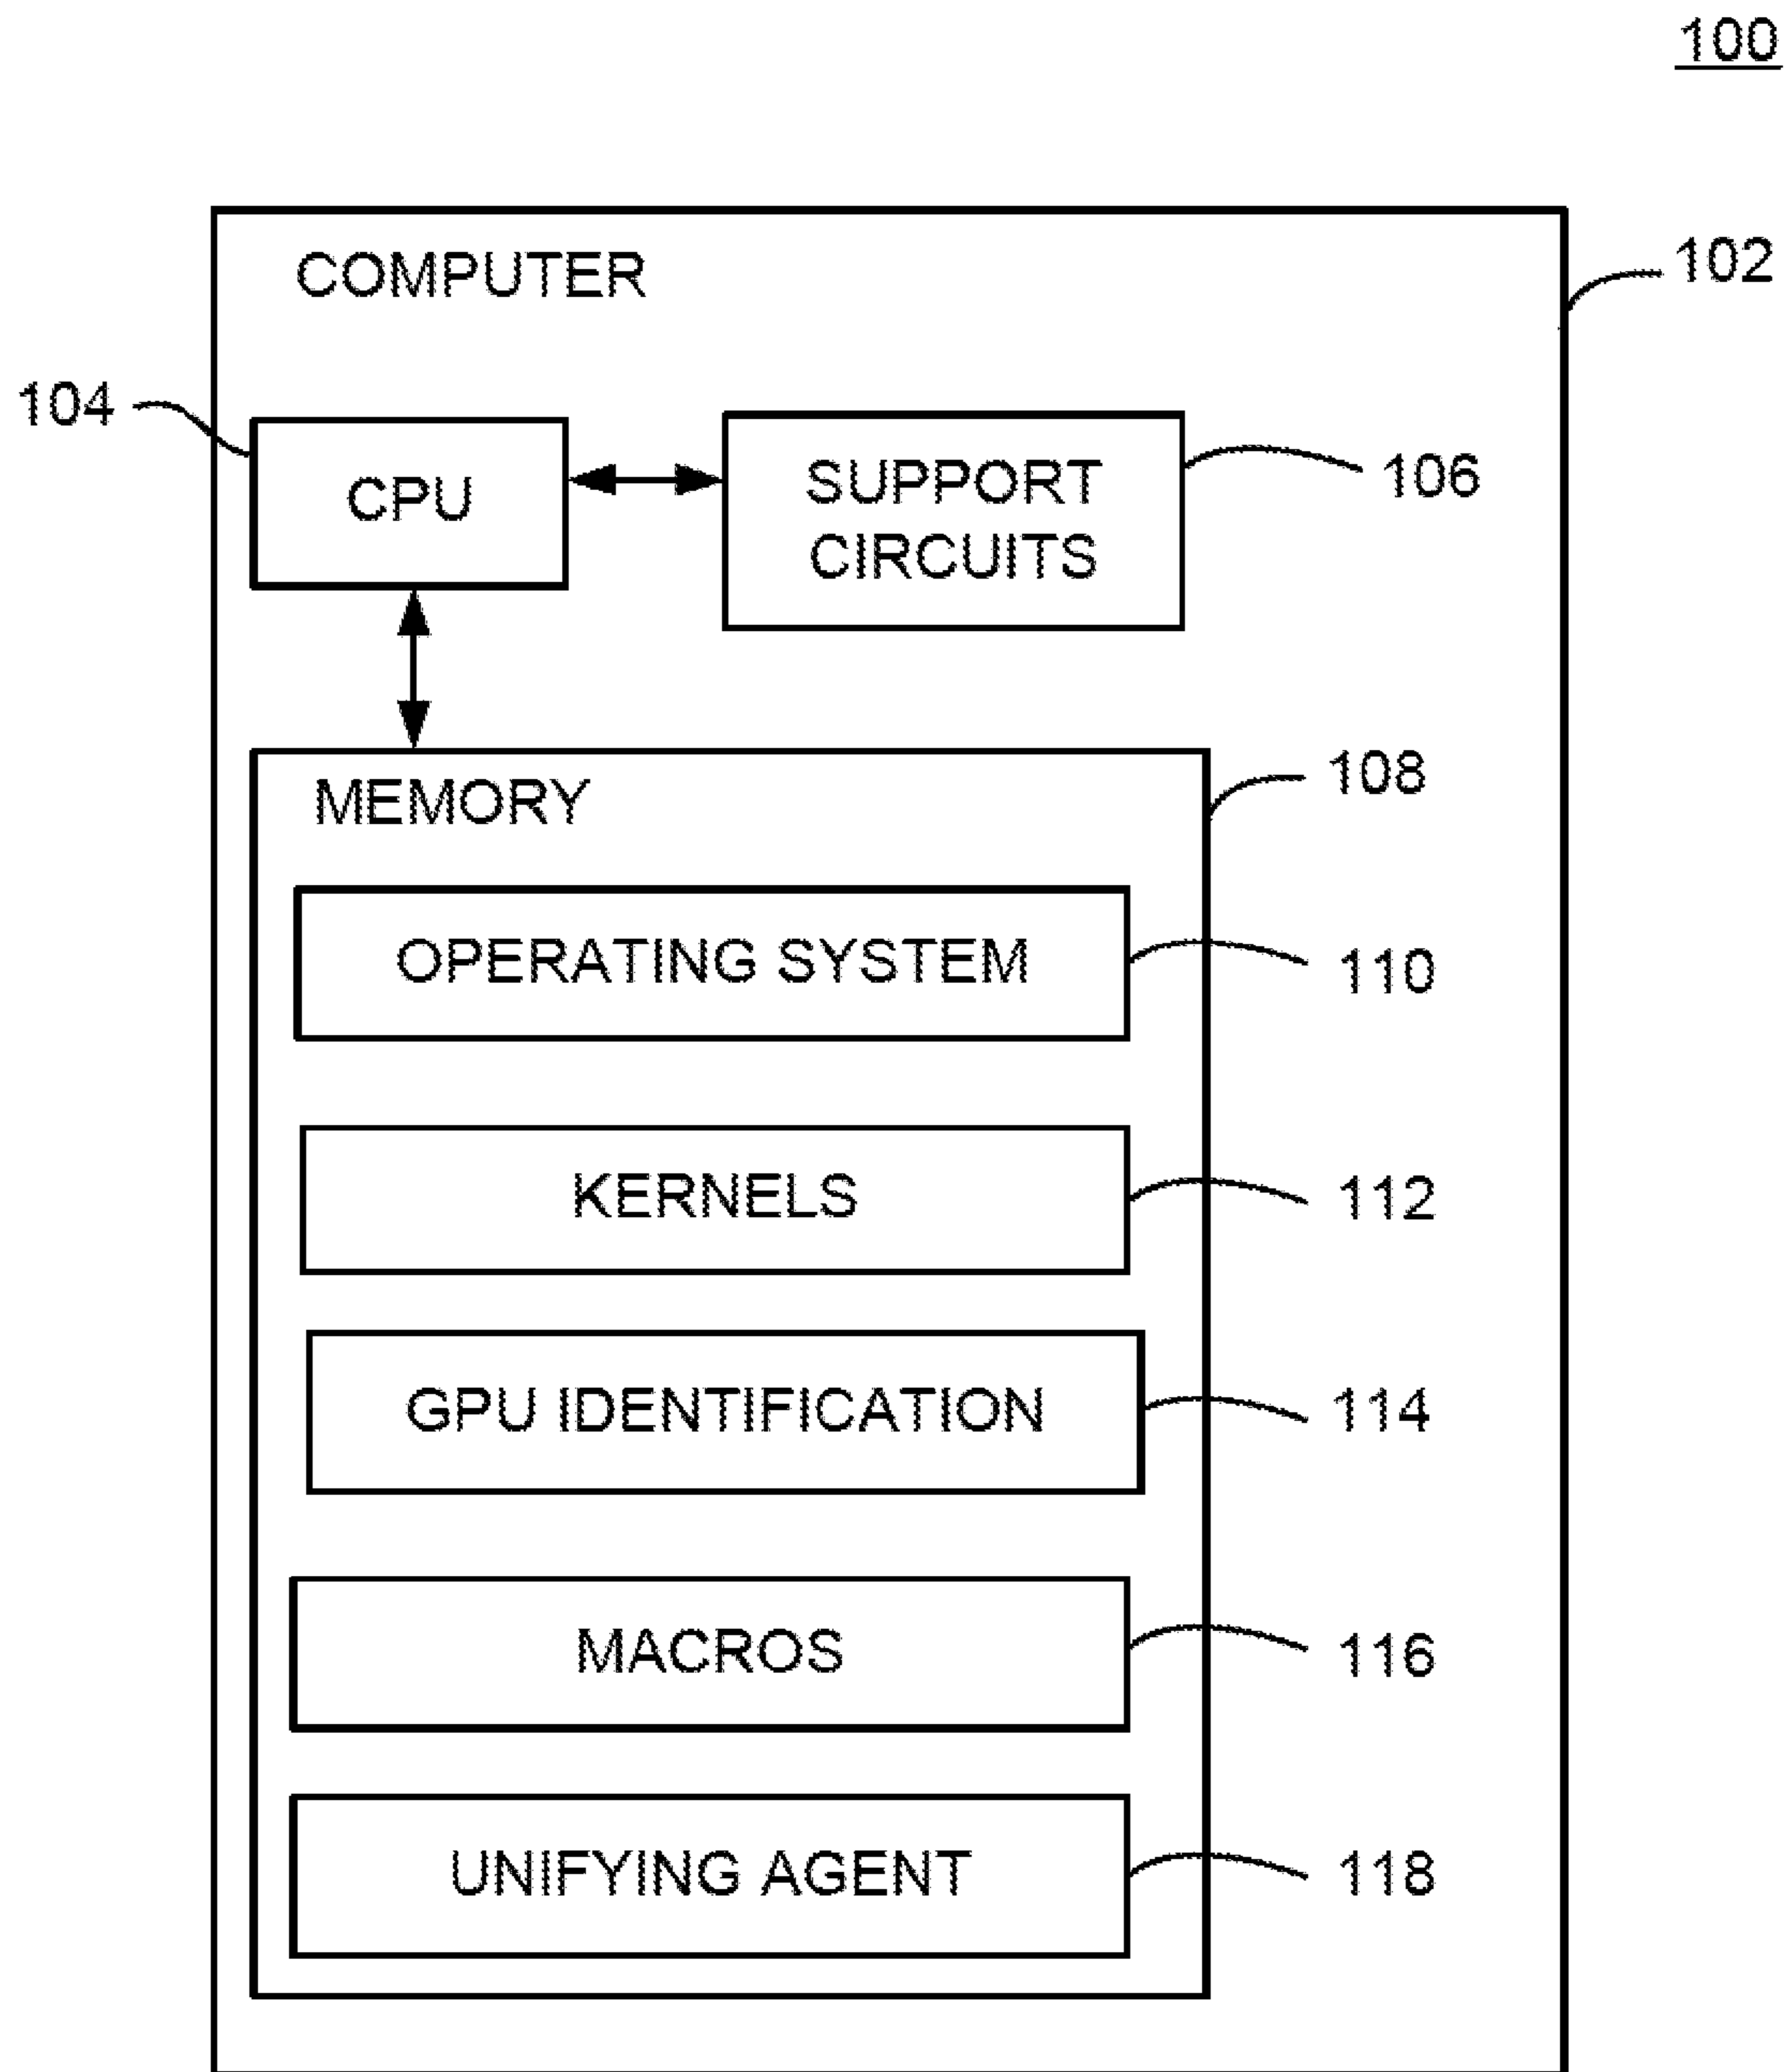 100
COMPUTER
102
104
CPU
SUPPORT
CIRCUITS
106
MEMORY
108
OPERATING SYSTEM
110
KERNELS
112
GPU IDENTIFICATION
114
MACROS
116
UNIFYING AGENT
118